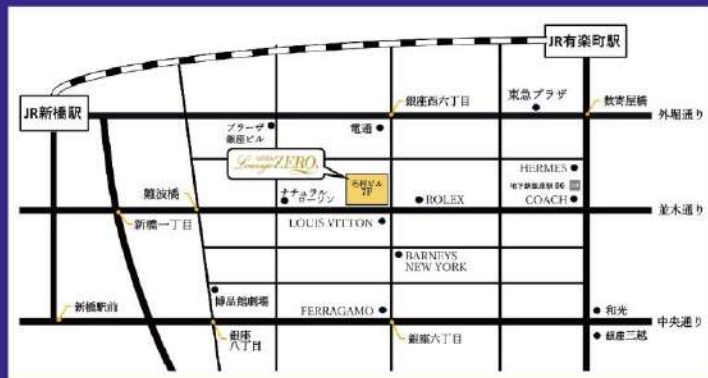 JR有楽町駅
JR新橋駅
銀座西六丁目
東急プラザ
数寄屋橋
外堀通り
ブラーザ
銀座ビル
電通
Lounge ZERO
7F
HERMES
地下鉄銀座駅 B6
COACH
難波橋
ナチュラル
ローソン
ROLEX
並木通り
新橋一丁目
LOUIS VITTON
BARNEYS
NEW YORK
博品館劇場
新橋駅前
FERRAGAMO
和光
中央通り
銀座
八丁目
銀座六丁目
銀座三越